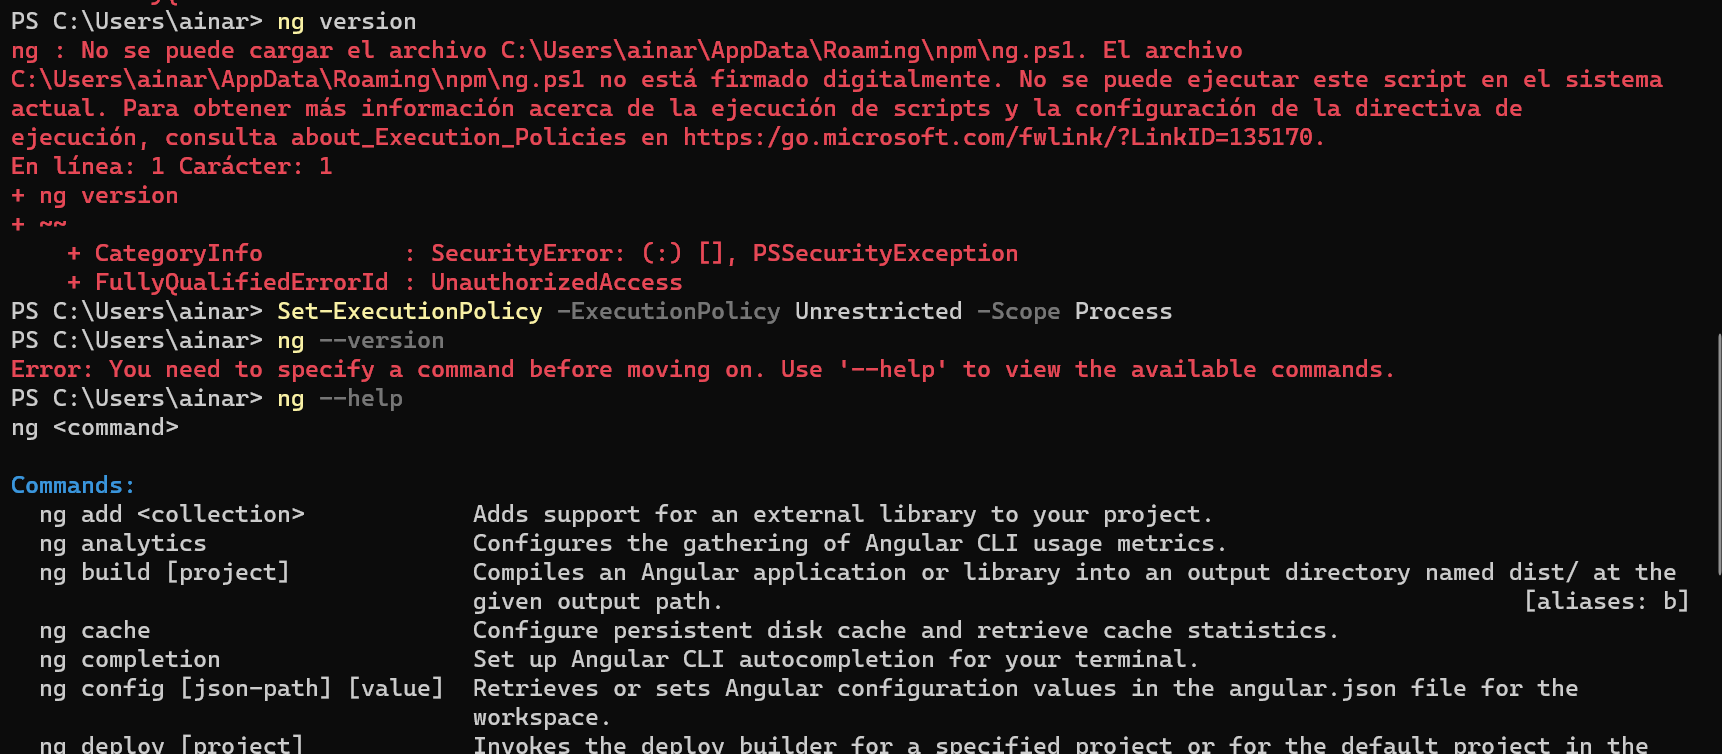 PS C:\Users\ainar> ng version
ng : No se puede cargar el archivo C:\Users\ainar\AppData\Roaming\npm\ng.ps1. El archivo
C:\Users\ainar\AppData\Roaming\npm\ng.ps1 no está firmado digitalmente. No se puede ejecutar este script en el sistema
actual. Para obtener más información acerca de la ejecución de scripts y la configuración de la directiva de
ejecución, consulta about_Execution_Policies en https:/go.microsoft.com/fwlink/?LinkID=135170.
En línea: 1 Carácter: 1
+ ng version
+ ~~
    + CategoryInfo          : SecurityError: (:) [], PSSecurityException
    + FullyQualifiedErrorId : UnauthorizedAccess
PS C:\Users\ainar> Set-ExecutionPolicy -ExecutionPolicy Unrestricted -Scope Process
PS C:\Users\ainar> ng --version
Error: You need to specify a command before moving on. Use '--help' to view the available commands.
PS C:\Users\ainar> ng --help
ng <command>
Commands:
  ng add <collection>            Adds support for an external library to your project.
  ng analytics                   Configures the gathering of Angular CLI usage metrics.
  ng build [project]             Compiles an Angular application or library into an output directory named dist/ at the
                                 given output path.                                                         [aliases: b]
  ng cache                       Configure persistent disk cache and retrieve cache statistics.
  ng completion                  Set up Angular CLI autocompletion for your terminal.
  ng config [json-path] [value]  Retrieves or sets Angular configuration values in the angular.json file for the
                                 workspace.
  ng deploy [project]            Invokes the deploy builder for a specified project or for the default project in the